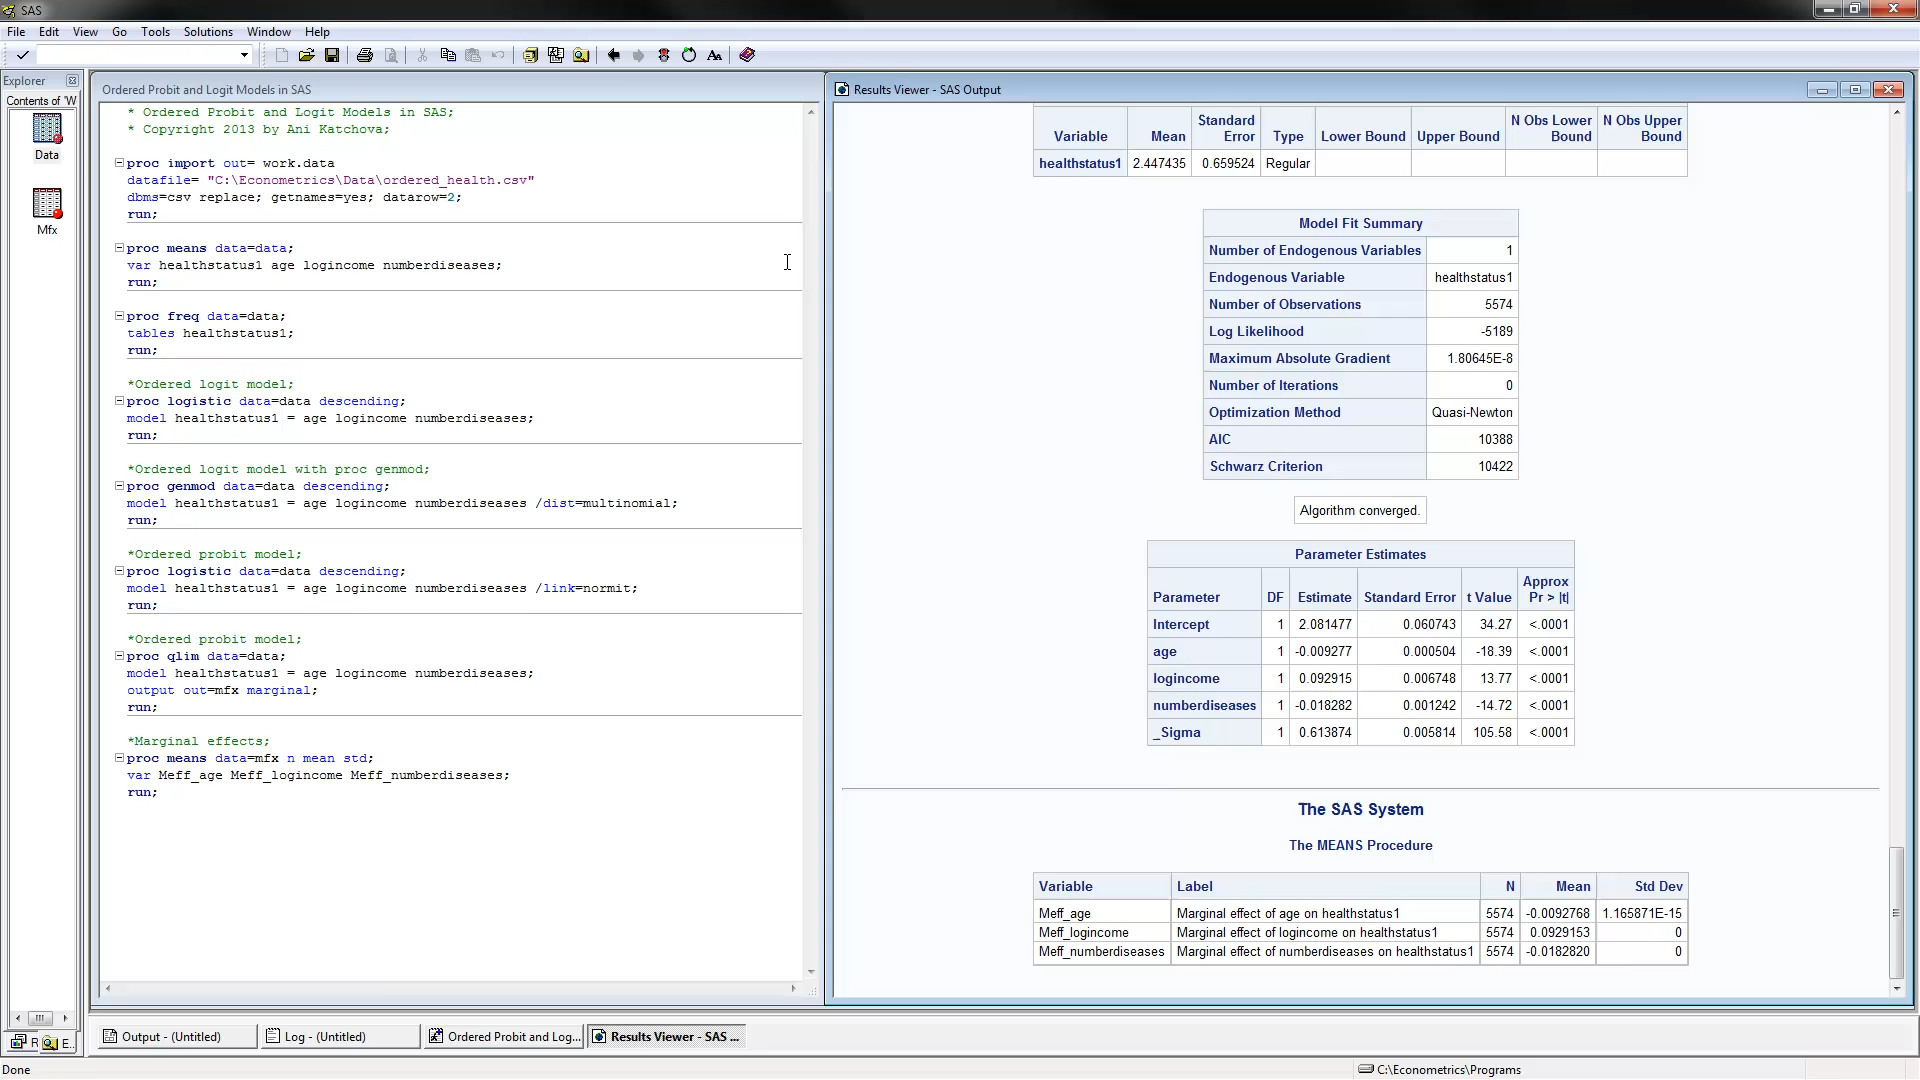 SAS
File Edit View Go Tools Solutions Window Help
Explorer
Contents of 'W
Data
Mfx
Ordered Probit and Logit Models in SAS
* Ordered Probit and Logit Models in SAS;
* Copyright 2013 by Ani Katchova;
proc import out= work.data
datafile= "C:\Econometrics\Data\ordered_health.csv"
dbms=csv replace; getnames=yes; datarow=2;
run;
proc means data=data;
var healthstatus1 age logincome numberdiseases;
run;
proc freq data=data;
tables healthstatus1;
run;
*Ordered logit model;
proc logistic data=data descending;
model healthstatus1 = age logincome numberdiseases;
run;
*Ordered logit model with proc genmod;
proc genmod data=data descending;
model healthstatus1 = age logincome numberdiseases /dist=multinomial;
run;
*Ordered probit model;
proc logistic data=data descending;
model healthstatus1 = age logincome numberdiseases /link=normit;
run;
*Ordered probit model;
proc qlim data=data;
model healthstatus1 = age logincome numberdiseases;
output out=mfx marginal;
run;
*Marginal effects;
proc means data=mfx n mean std;
var Meff_age Meff_logincome Meff_numberdiseases;
run;
Results Viewer - SAS Output
Variable Mean Standard Error Type Lower Bound Upper Bound N Obs Lower Bound N Obs Upper Bound
healthstatus1 2.447435 0.659524 Regular
Model Fit Summary
Number of Endogenous Variables 1
Endogenous Variable healthstatus1
Number of Observations 5574
Log Likelihood -5189
Maximum Absolute Gradient 1.80645E-8
Number of Iterations 0
Optimization Method Quasi-Newton
AIC 10388
Schwarz Criterion 10422
Algorithm converged.
Parameter Estimates
Parameter DF Estimate Standard Error t Value Approx Pr > |t|
Intercept 1 2.081477 0.060743 34.27 <.0001
age 1 -0.009277 0.000504 -18.39 <.0001
logincome 1 0.092915 0.006748 13.77 <.0001
numberdiseases 1 -0.018282 0.001242 -14.72 <.0001
_Sigma 1 0.613874 0.005814 105.58 <.0001
The SAS System
The MEANS Procedure
Variable Label N Mean Std Dev
Meff_age Marginal effect of age on healthstatus1 5574 -0.0092768 1.165871E-15
Meff_logincome Marginal effect of logincome on healthstatus1 5574 0.0929153 0
Meff_numberdiseases Marginal effect of numberdiseases on healthstatus1 5574 -0.0182820 0
R E..
Output - (Untitled) Log - (Untitled) Ordered Probit and Log... Results Viewer - SAS ...
Done C:\Econometrics\Programs